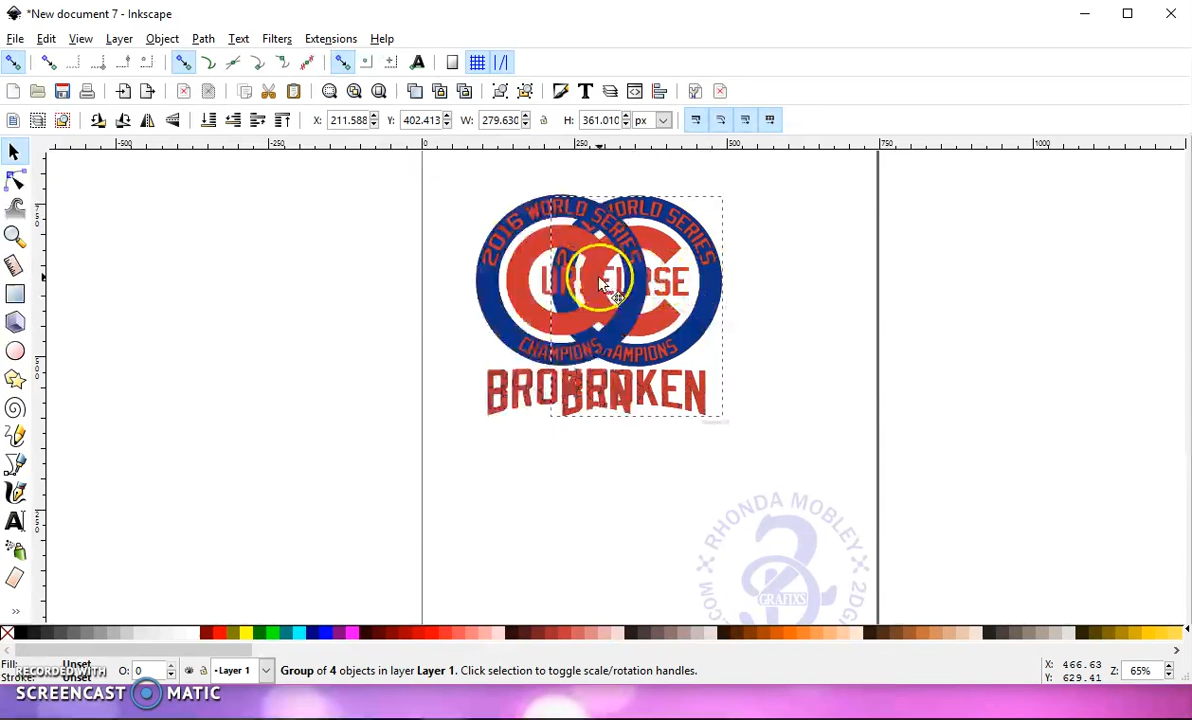 *New document 7 - Inkscape
File Edit View Layer Object Path Text Filters Extensions Help
X: 211.588 Y: 402.413 W: 279.630 H: 361.010 px
-500 -250 0 250 500 750 1000
2016 WORLD SERIES WORLD SERIES
CHAMPIONS CHAMPIONS
BROKEN
RHONDA MOBLEY
GRAFIXS
.COM
Fill: Unset
Stroke: Unset
O: 0 Layer 1 Group of 4 objects in layer Layer 1. Click selection to toggle scale/rotation handles. X: 466.63 Y: 629.41 Z: 65%
RECORDED WITH
SCREENCAST MATIC